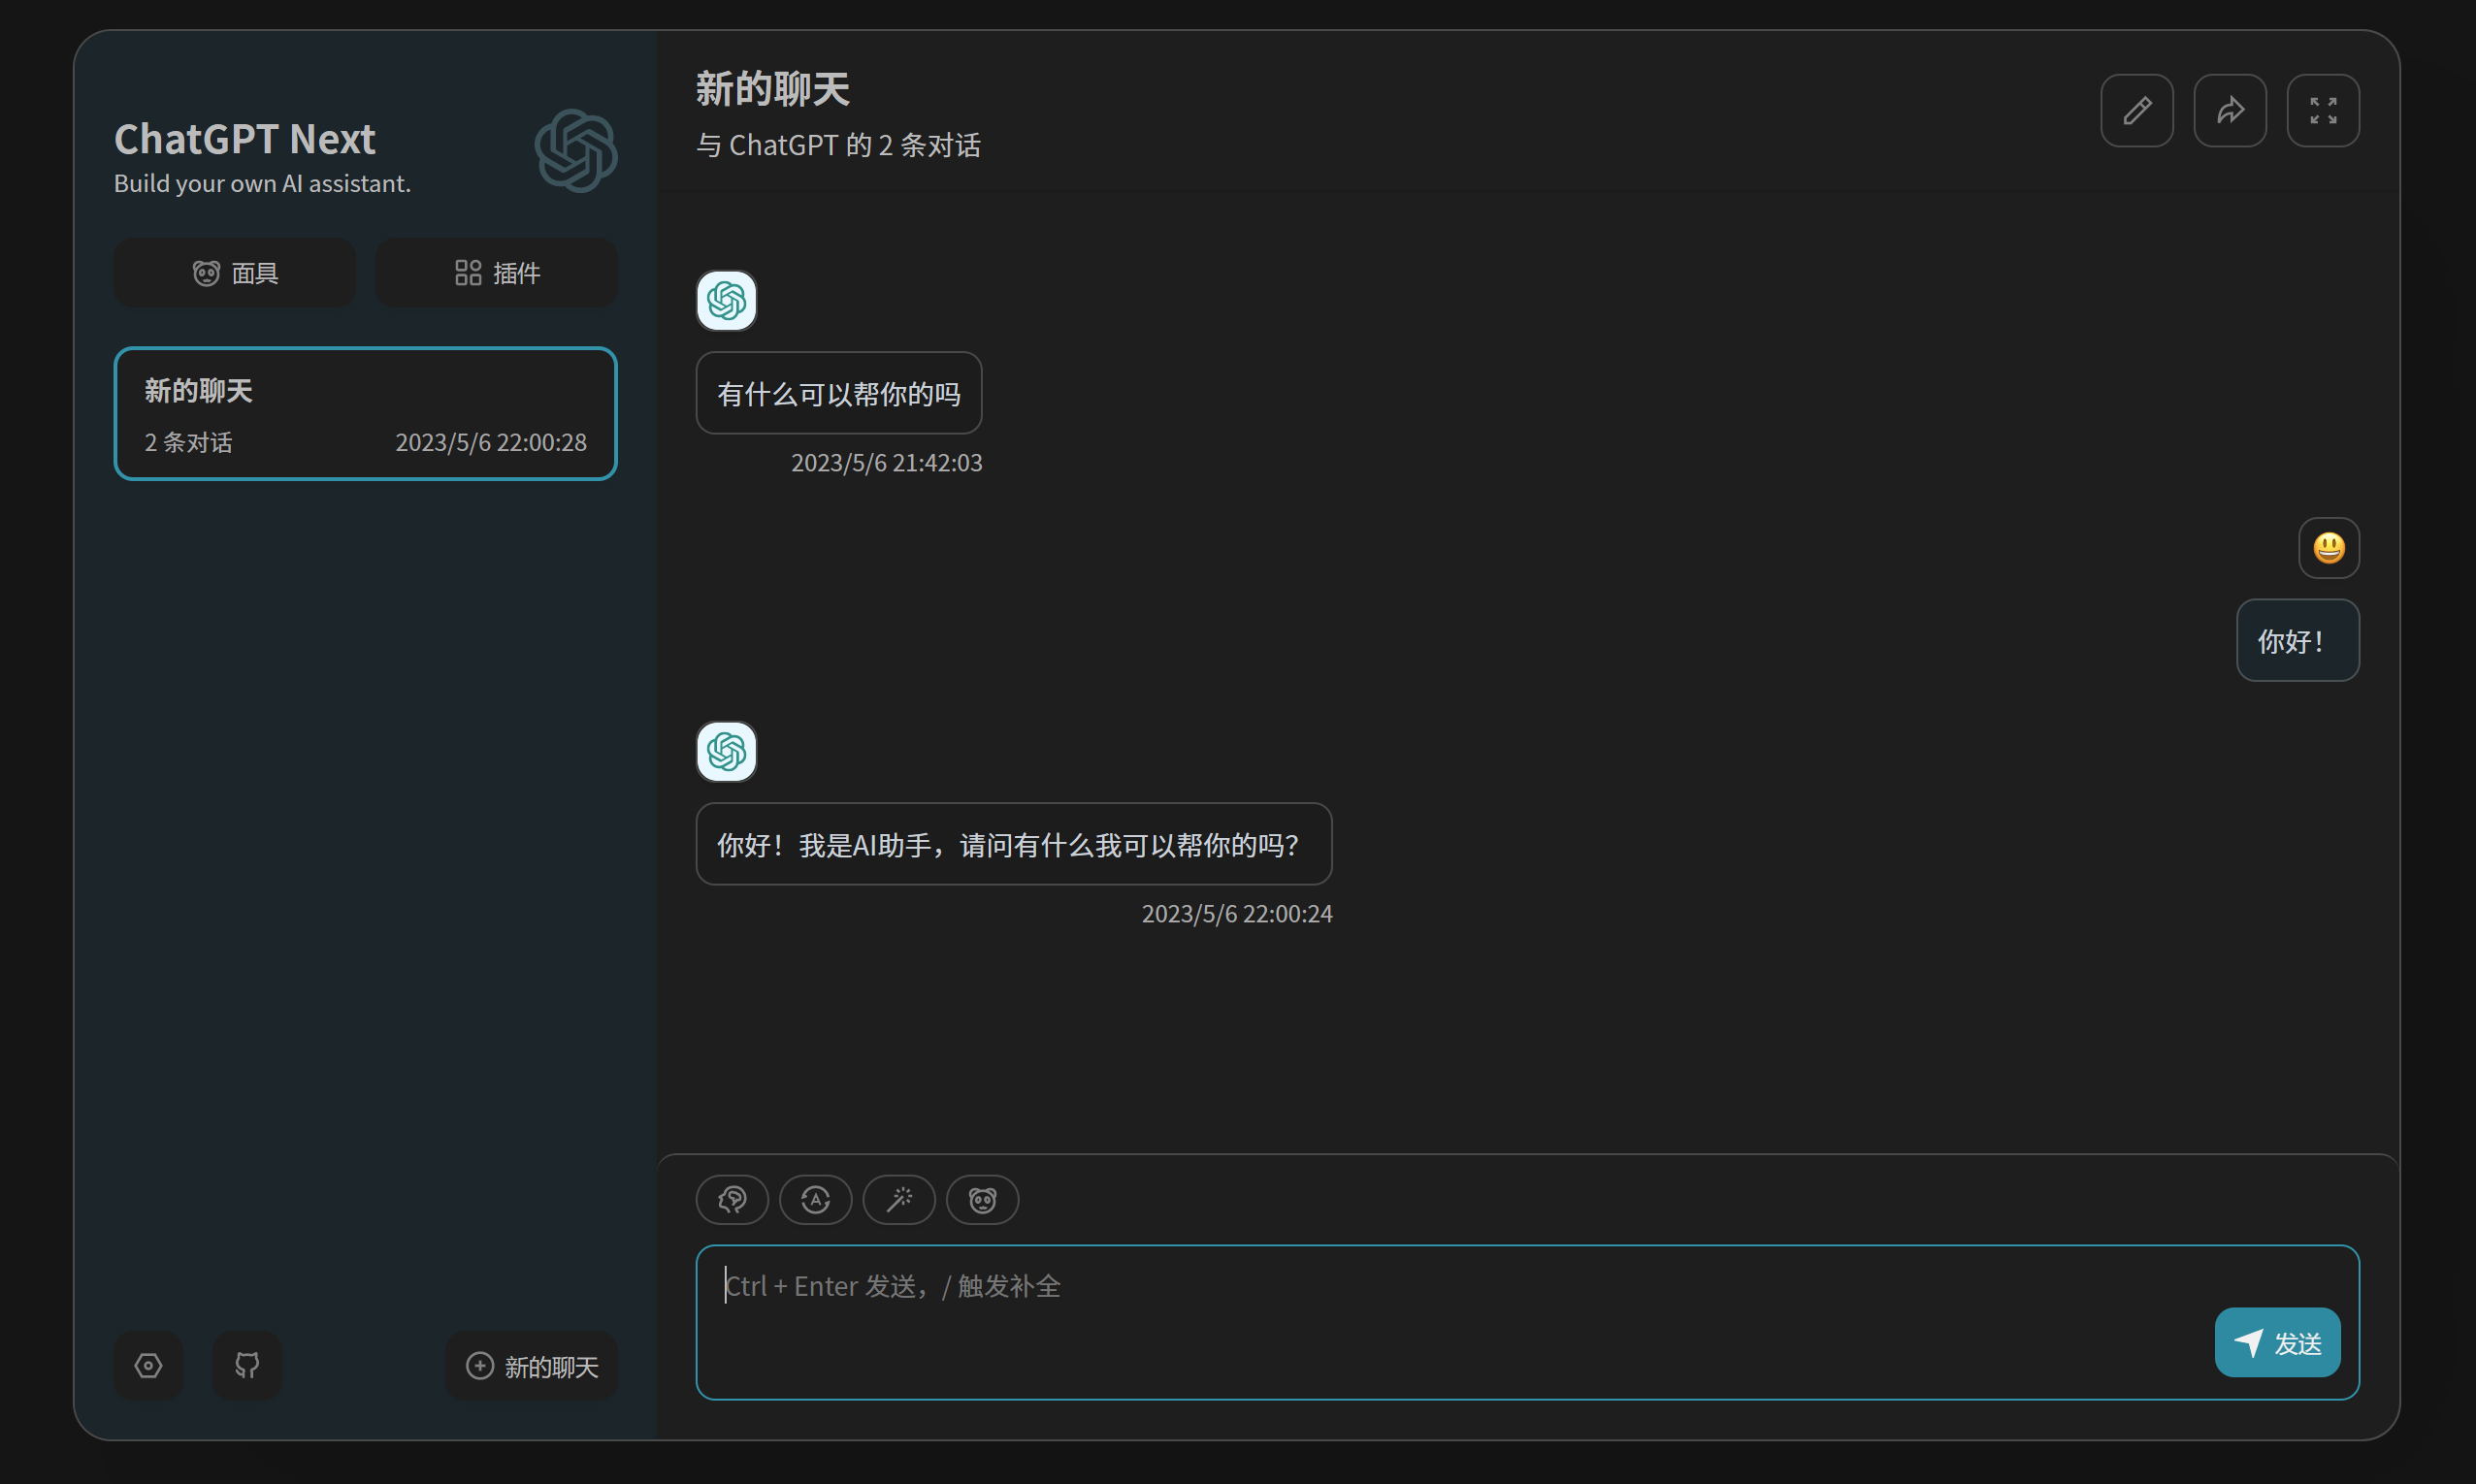 ChatGPT Next
Build your own AI assistant.
面具
插件
新的聊天
2 条对话
2023/5/6 22:00:28
新的聊天
新的聊天
与 ChatGPT 的 2 条对话
有什么可以帮你的吗
2023/5/6 21:42:03
你好！
你好！我是AI助手，请问有什么我可以帮你的吗？
2023/5/6 22:00:24
A
Ctrl + Enter 发送，/ 触发补全
发送